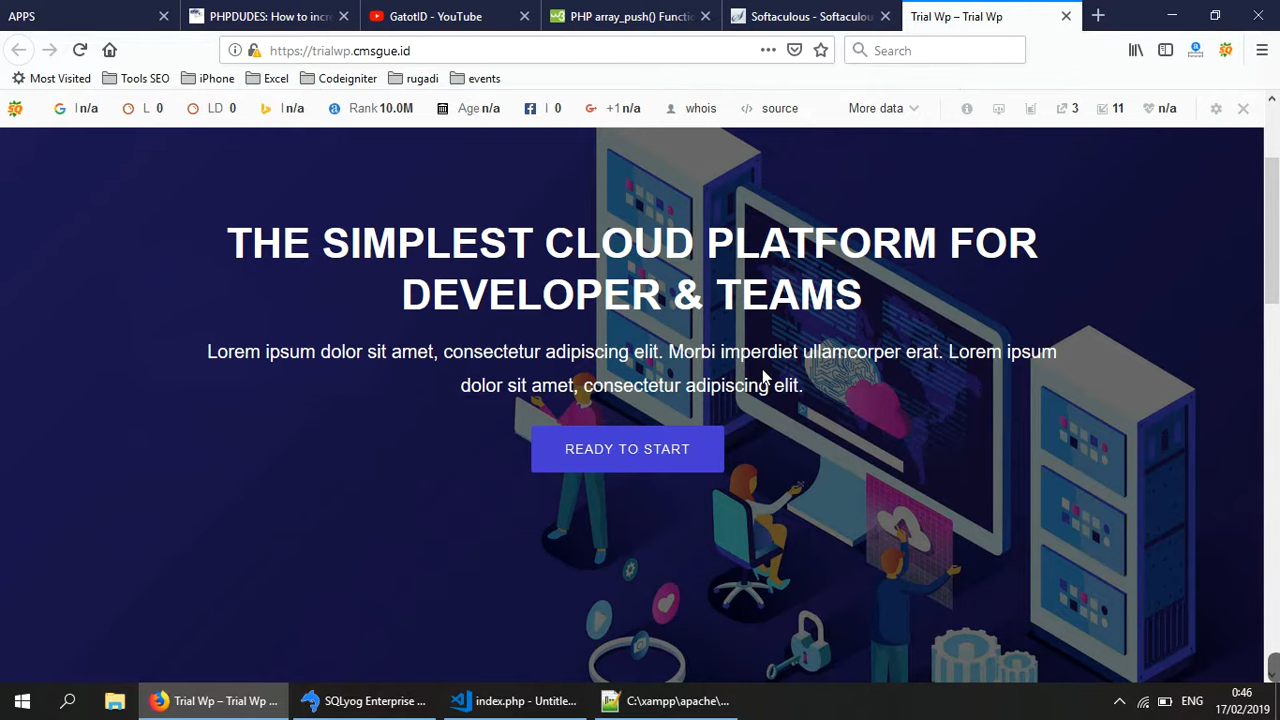 APPS
PHPDUDES: How to incre
GatotID - YouTube
PHP array_push() Functio
Softaculous - Softaculou
Trial Wp – Trial Wp
https://trialwp.cmsgue.id
Search
Most Visited
Tools SEO
iPhone
Excel
Codeigniter
rugadi
events
I n/a
L 0
LD 0
I n/a
Rank 10.0M
Age n/a
I 0
+1 n/a
whois
source
More data
3
11
n/a
THE SIMPLEST CLOUD PLATFORM FOR
DEVELOPER & TEAMS
Lorem ipsum dolor sit amet, consectetur adipiscing elit. Morbi imperdiet ullamcorper erat. Lorem ipsum
dolor sit amet, consectetur adipiscing elit.
READY TO START
Trial Wp – Trial Wp ...
SQLyog Enterprise ...
index.php - Untitle...
C:\xampp\apache\...
ENG
0:46
17/02/2019